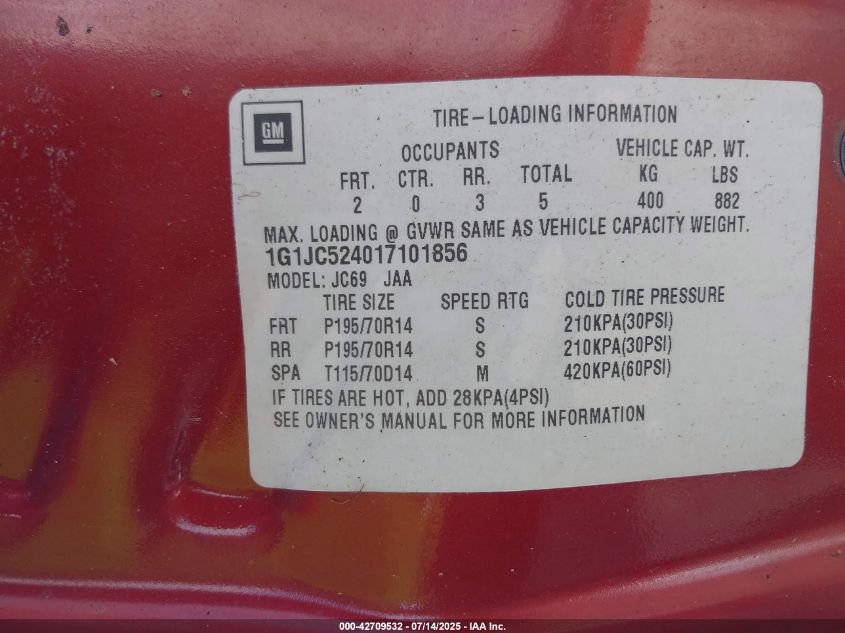 GM
TIRE-LOADING INFORMATION
OCCUPANTS VEHICLE CAP. WT.
FRT. CTR. RR. TOTAL KG LBS
2 0 3 5 400 882
MAX. LOADING @ GVWR SAME AS VEHICLE CAPACITY WEIGHT.
1G1JC524017101856
MODEL: JC69 JAA
TIRE SIZE SPEED RTG COLD TIRE PRESSURE
FRT P195/70R14 S 210KPA(30PSI)
RR P195/70R14 S 210KPA(30PSI)
SPA T115/70D14 M 420KPA(60PSI)
IF TIRES ARE HOT, ADD 28KPA(4PSI)
SEE OWNER'S MANUAL FOR MORE INFORMATION
000-42709532 - 07/14/2025 - IAA Inc.